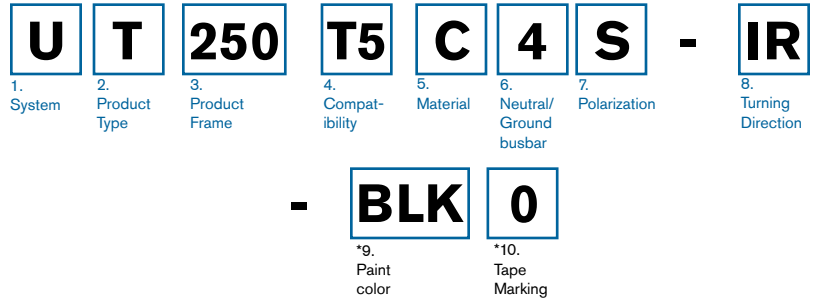 U T 250 T5 C 4 S - IR
1. 2. 3. 4. 5. 6. 7. 8.
System Product Product Compat- Material Neutral/ Polarization Turning
Type Frame ibility Ground Direction
busbar
- BLK 0
*9. *10.
Paint Tape
color Marking